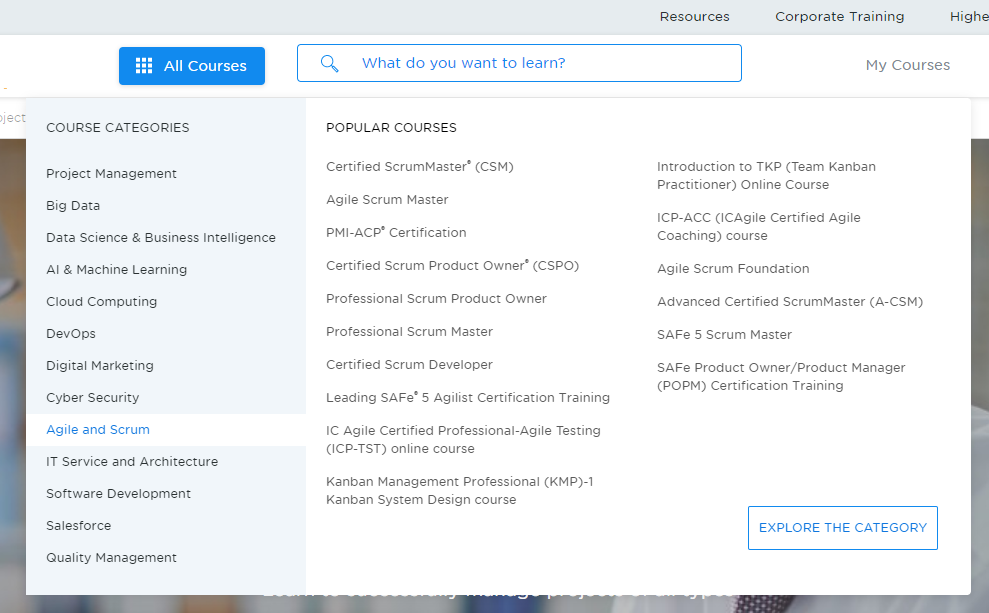 Resources
Corporate Training
All Courses
What do you want to learn?
My Courses
COURSE CATEGORIES
Project Management
Big Data
Data Science & Business Intelligence
AI & Machine Learning
Cloud Computing
DevOps
Digital Marketing
Cyber Security
Agile and Scrum
IT Service and Architecture
Software Development
Salesforce
Quality Management
POPULAR COURSES
Certified ScrumMaster® (CSM)
Agile Scrum Master
PMI-ACP® Certification
Certified Scrum Product Owner® (CSPO)
Professional Scrum Product Owner
Professional Scrum Master
Certified Scrum Developer
Leading SAFe® 5 Agilist Certification Training
IC Agile Certified Professional-Agile Testing
(ICP-TST) online course
Kanban Management Professional (KMP)-1
Kanban System Design course
Introduction to TKP (Team Kanban
Practitioner) Online Course
ICP-ACC (ICAgile Certified Agile
Coaching) course
Agile Scrum Foundation
Advanced Certified ScrumMaster (A-CSM)
SAFe 5 Scrum Master
SAFe Product Owner/Product Manager
(POPM) Certification Training
EXPLORE THE CATEGORY